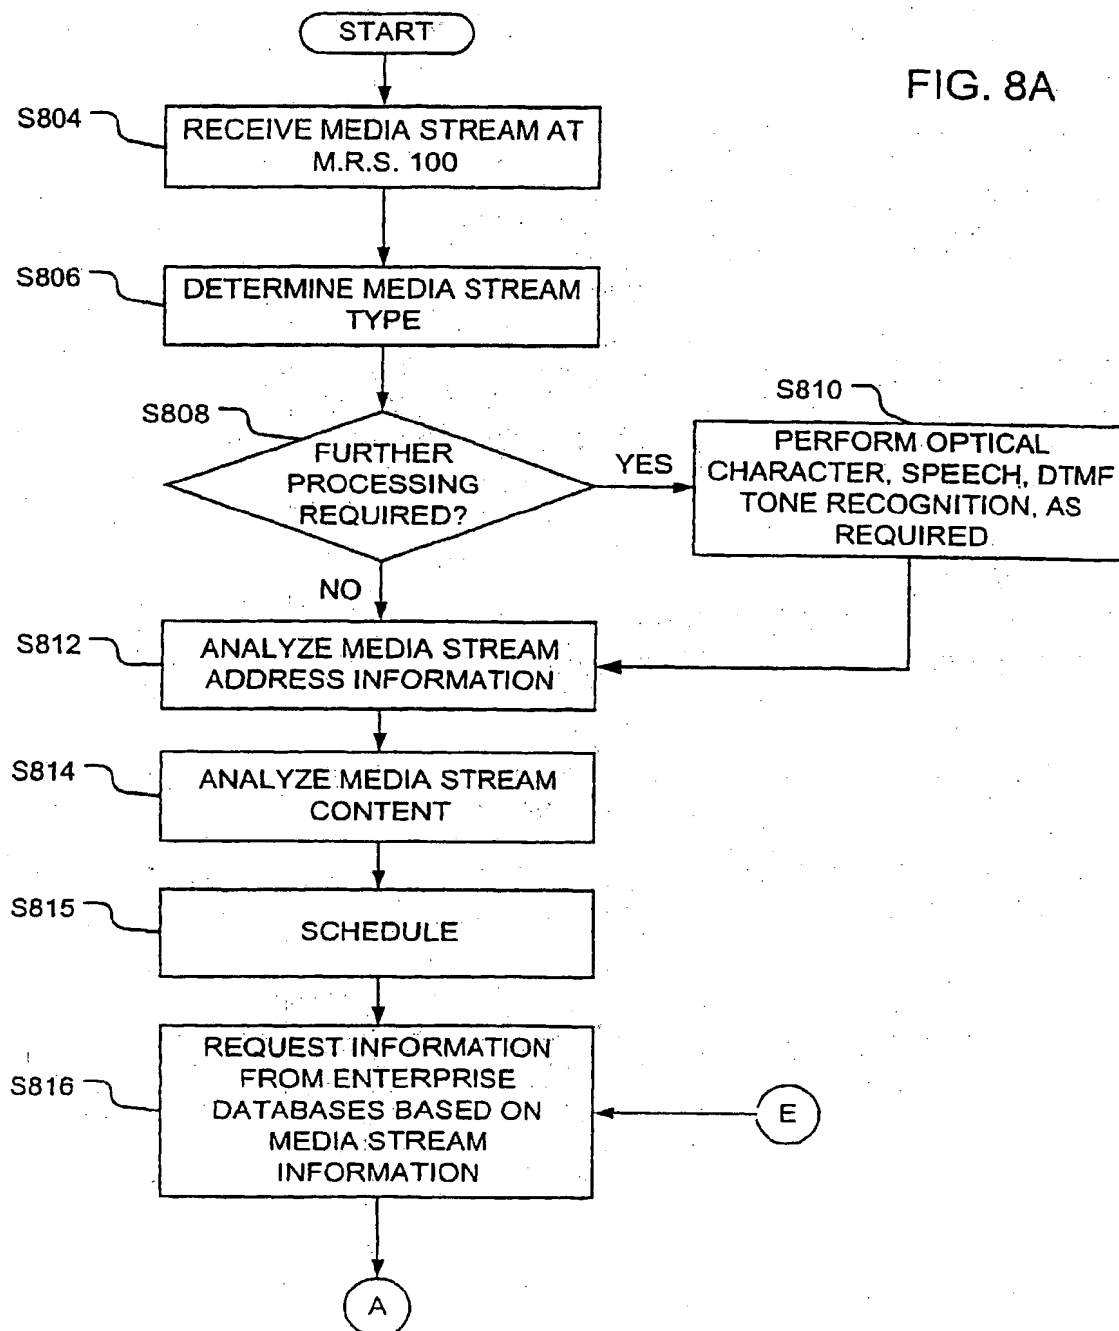 START
FIG. 8A
S804
RECEIVE MEDIA STREAM AT
M.R.S. 100
S806
DETERMINE MEDIA STREAM
TYPE
S808
FURTHER
PROCESSING
REQUIRED?
YES
S810
PERFORM OPTICAL
CHARACTER, SPEECH, DTMF
TONE RECOGNITION, AS
REQUIRED
NO
S812
ANALYZE MEDIA STREAM
ADDRESS INFORMATION
S814
ANALYZE MEDIA STREAM
CONTENT
S815
SCHEDULE
S816
REQUEST INFORMATION
FROM ENTERPRISE
DATABASES BASED ON
MEDIA STREAM
INFORMATION
E
A